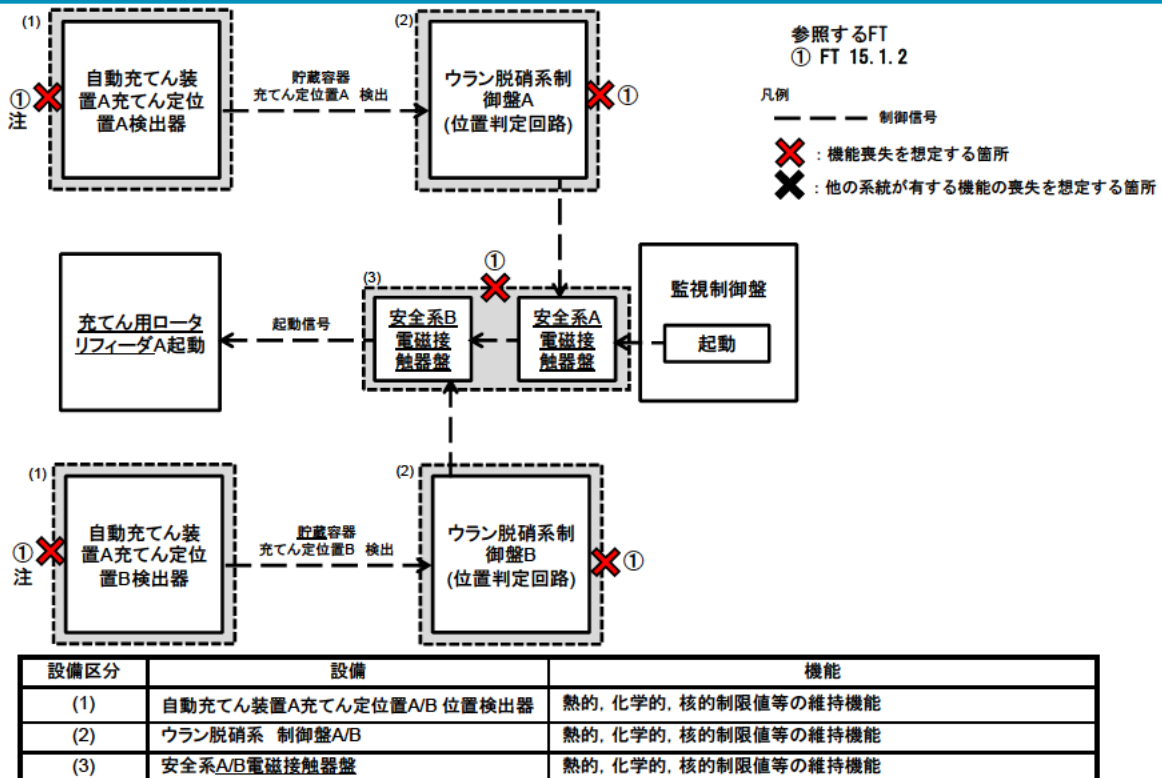 (1)
自動充てん装
置A充てん定位
置A検出器
①
注
貯蔵容器
充てん定位置A 検出
(2)
ウラン脱硝系制
御盤A
(位置判定回路)
①
参照するFT
① FT 15.1.2
凡例
制御信号
：機能喪失を想定する箇所
：他の系統が有する機能の喪失を想定する箇所
充てん用ロータ
リフィーダA起動
起動信号
(3)
①
安全系B
電磁接
触器盤
安全系A
電磁接
触器盤
監視制御盤
起動
(1)
自動充てん装
置A充てん定位
置B検出器
①
注
貯蔵容器
充てん定位置B 検出
(2)
ウラン脱硝系制
御盤B
(位置判定回路)
①
設備区分 設備 機能
(1) 自動充てん装置A充てん定位置A/B 位置検出器 熱的，化学的，核的制限値等の維持機能
(2) ウラン脱硝系 制御盤A/B 熱的，化学的，核的制限値等の維持機能
(3) 安全系A/B電磁接触器盤 熱的，化学的，核的制限値等の維持機能